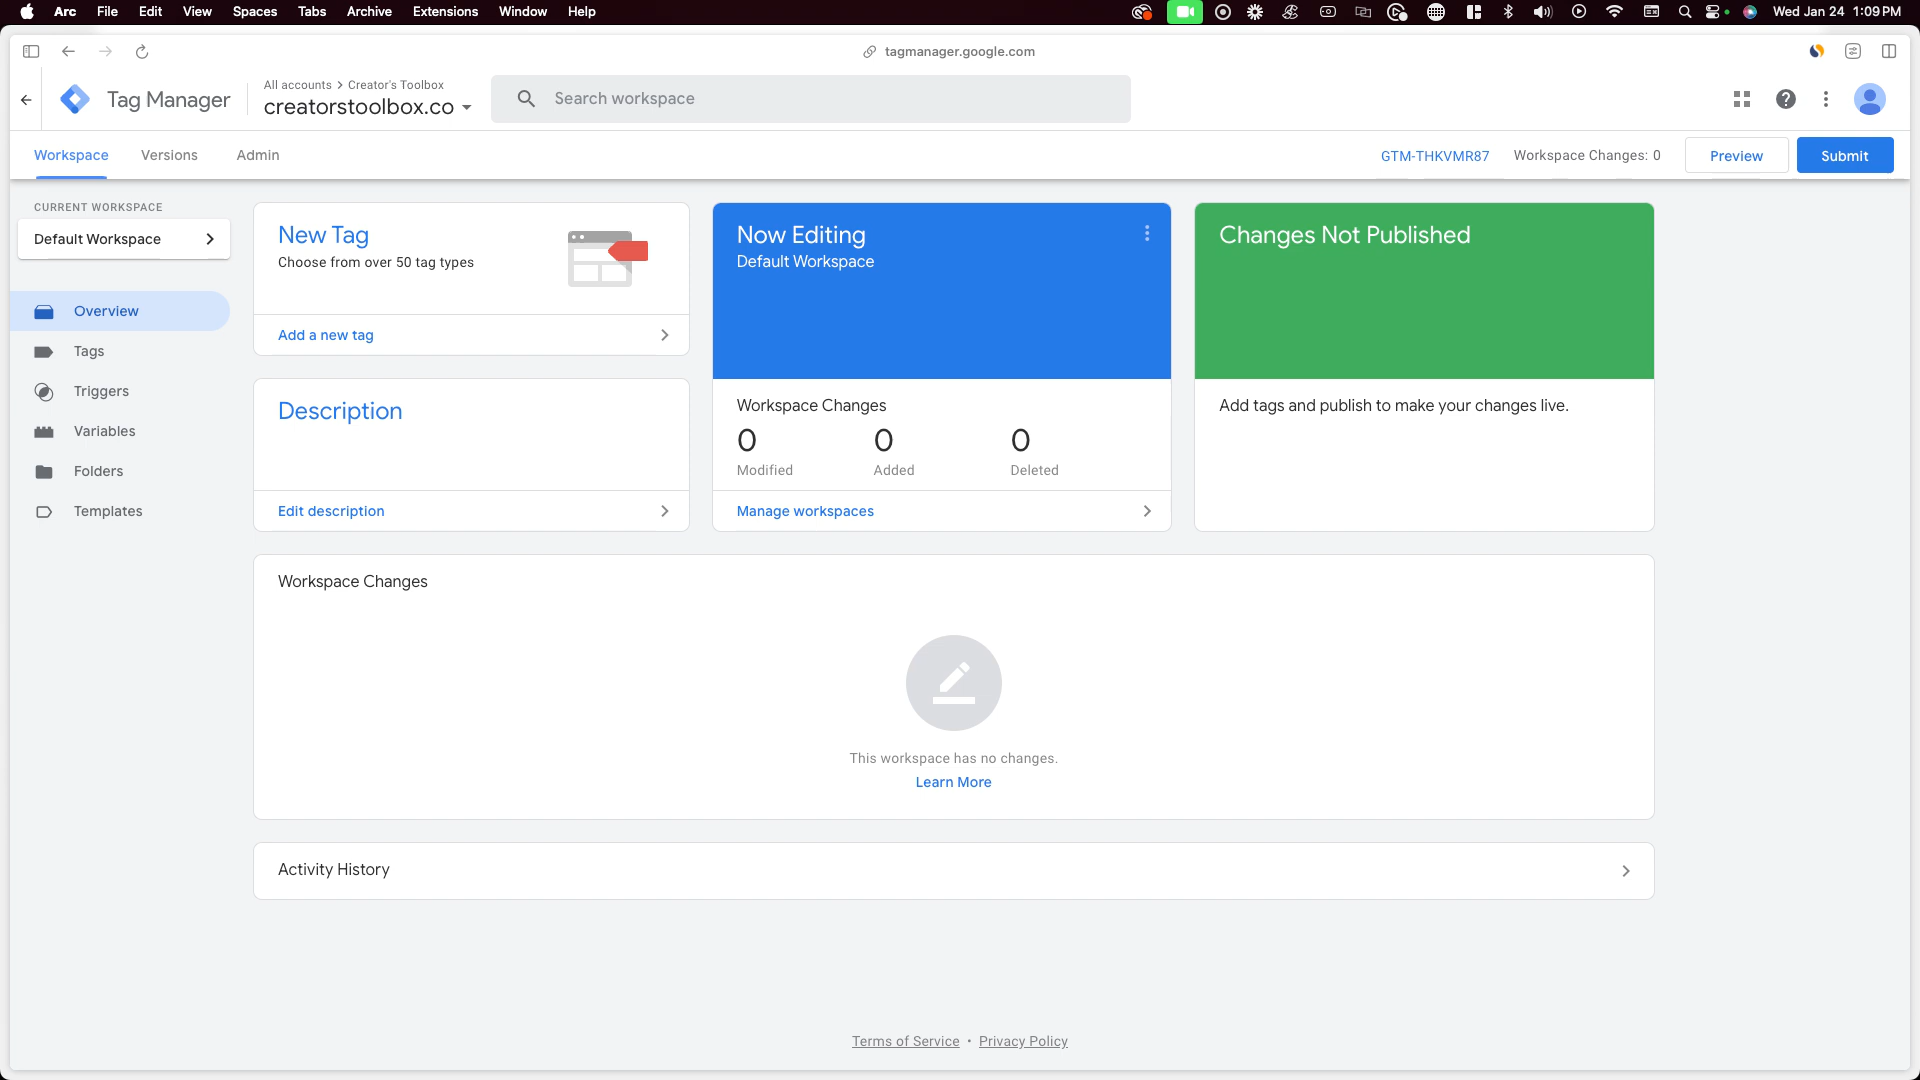 Arc File Edit View Spaces Tabs Archive Extensions Window Help Wed Jan 24 1:09 PM
tagmanager.google.com
Tag Manager
All accounts > Creator's Toolbox
creatorstoolbox.co
Search workspace
Workspace Versions Admin GTM-THKVMR87 Workspace Changes: 0 Preview Submit
CURRENT WORKSPACE
Default Workspace
Overview
Tags
Triggers
Variables
Folders
Templates
New Tag
Choose from over 50 tag types
Add a new tag
Description
Edit description
Now Editing
Default Workspace
Workspace Changes
0 0 0
Modified Added Deleted
Manage workspaces
Changes Not Published
Add tags and publish to make your changes live.
Workspace Changes
This workspace has no changes.
Learn More
Activity History
Terms of Service • Privacy Policy